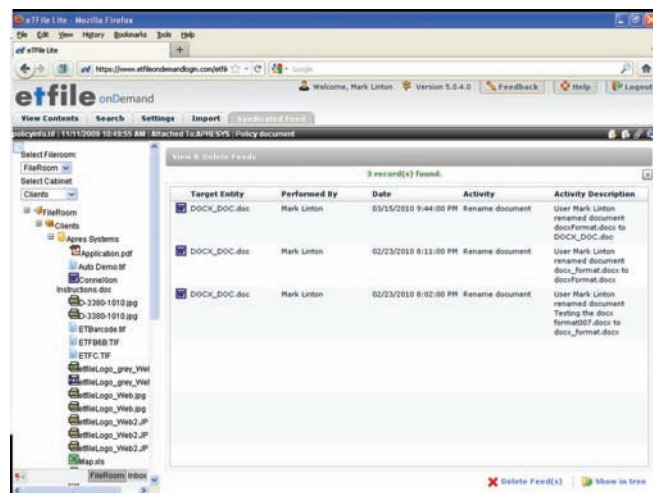 eTFile Lite - Mozilla Firefox
File Edit View History Bookmarks Tools Help
eTFile Lite
https://www.etfileondemandlogin.com/etfi
Google
etfile onDemand
Welcome, Mark Linton Version 5.0.4.0 Feedback Help Logout
View Contents Search Settings Import Syndicated Feed
policyinfo.tif | 11/11/2009 10:49:55 AM | Attached To:APRESYS | Policy document
Select Fileroom:
FileRoom
Select Cabinet:
Clients
FileRoom
Clients
Apres Systems
Application.pdf
Auto Demo.tif
ConneXion
Instructions.doc
D-3380-1010.jpg
D-3380-1010.jpg
ETBarcode.tif
ETFB6B.TIF
ETFC.TIF
etfileLogo_grey_Wel
etfileLogo_grey_Wel
etfileLogo_Web.jpg
etfileLogo_Web.jpg
etfileLogo_Web2.JP
etfileLogo_Web2.JP
etfileLogo_Web2.JP
Map.xls
FileRoom Inbox
View & Delete Feeds
3 record(s) found.
Target Entity Performed By Date Activity Activity Description
DOCX_DOC.doc Mark Linton 03/15/2010 9:44:00 PM Rename document User Mark Linton
renamed document
docxFormat.docx to
DOCX_DOC.doc
DOCX_DOC.doc Mark Linton 02/23/2010 8:11:00 PM Rename document User Mark Linton
renamed document
docx_format.docx to
docxFormat.docx
DOCX_DOC.doc Mark Linton 02/23/2010 8:02:00 PM Rename document User Mark Linton
renamed document
Testing the docx
format007.docx to
docx_format.docx
Delete Feed(s) Show in tree